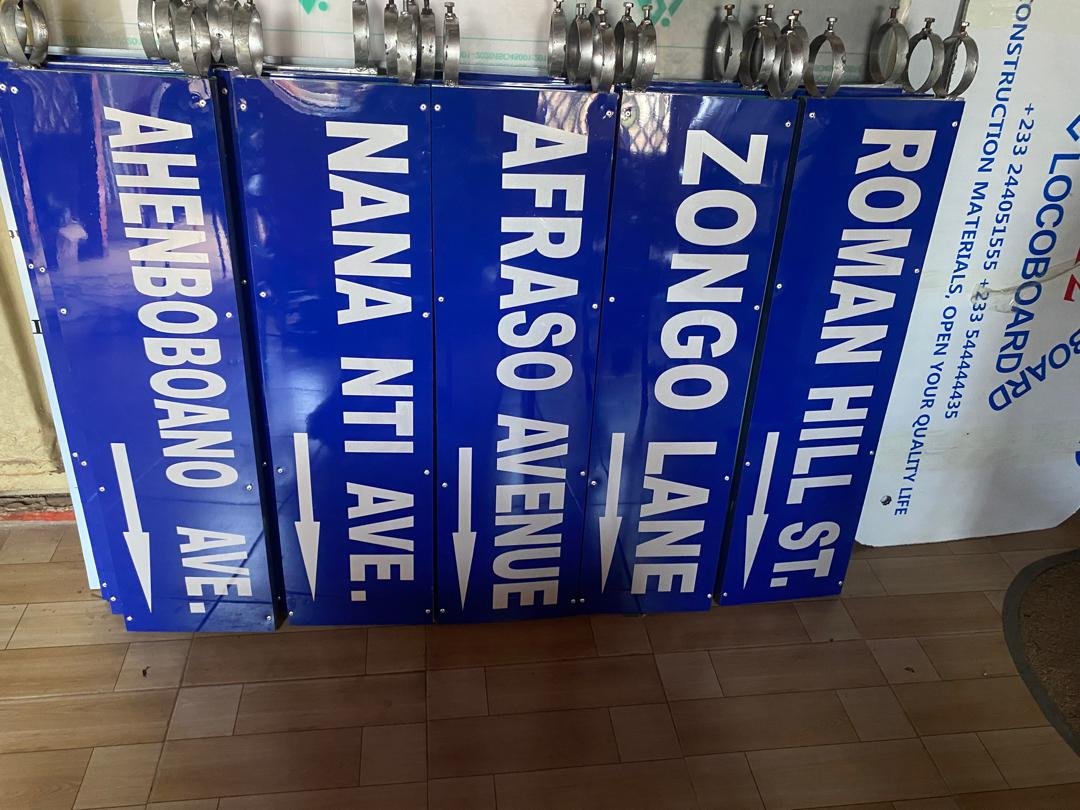 AHENBOBOANO AVE.
NANA NTI AVE.
AFRASO AVENUE
ZONGO LANE
ROMAN HILL ST.
LOCOBOARD RD
+233 244051555 +233 544444435
CONSTRUCTION MATERIALS, OPEN YOUR QUALITY LIFE